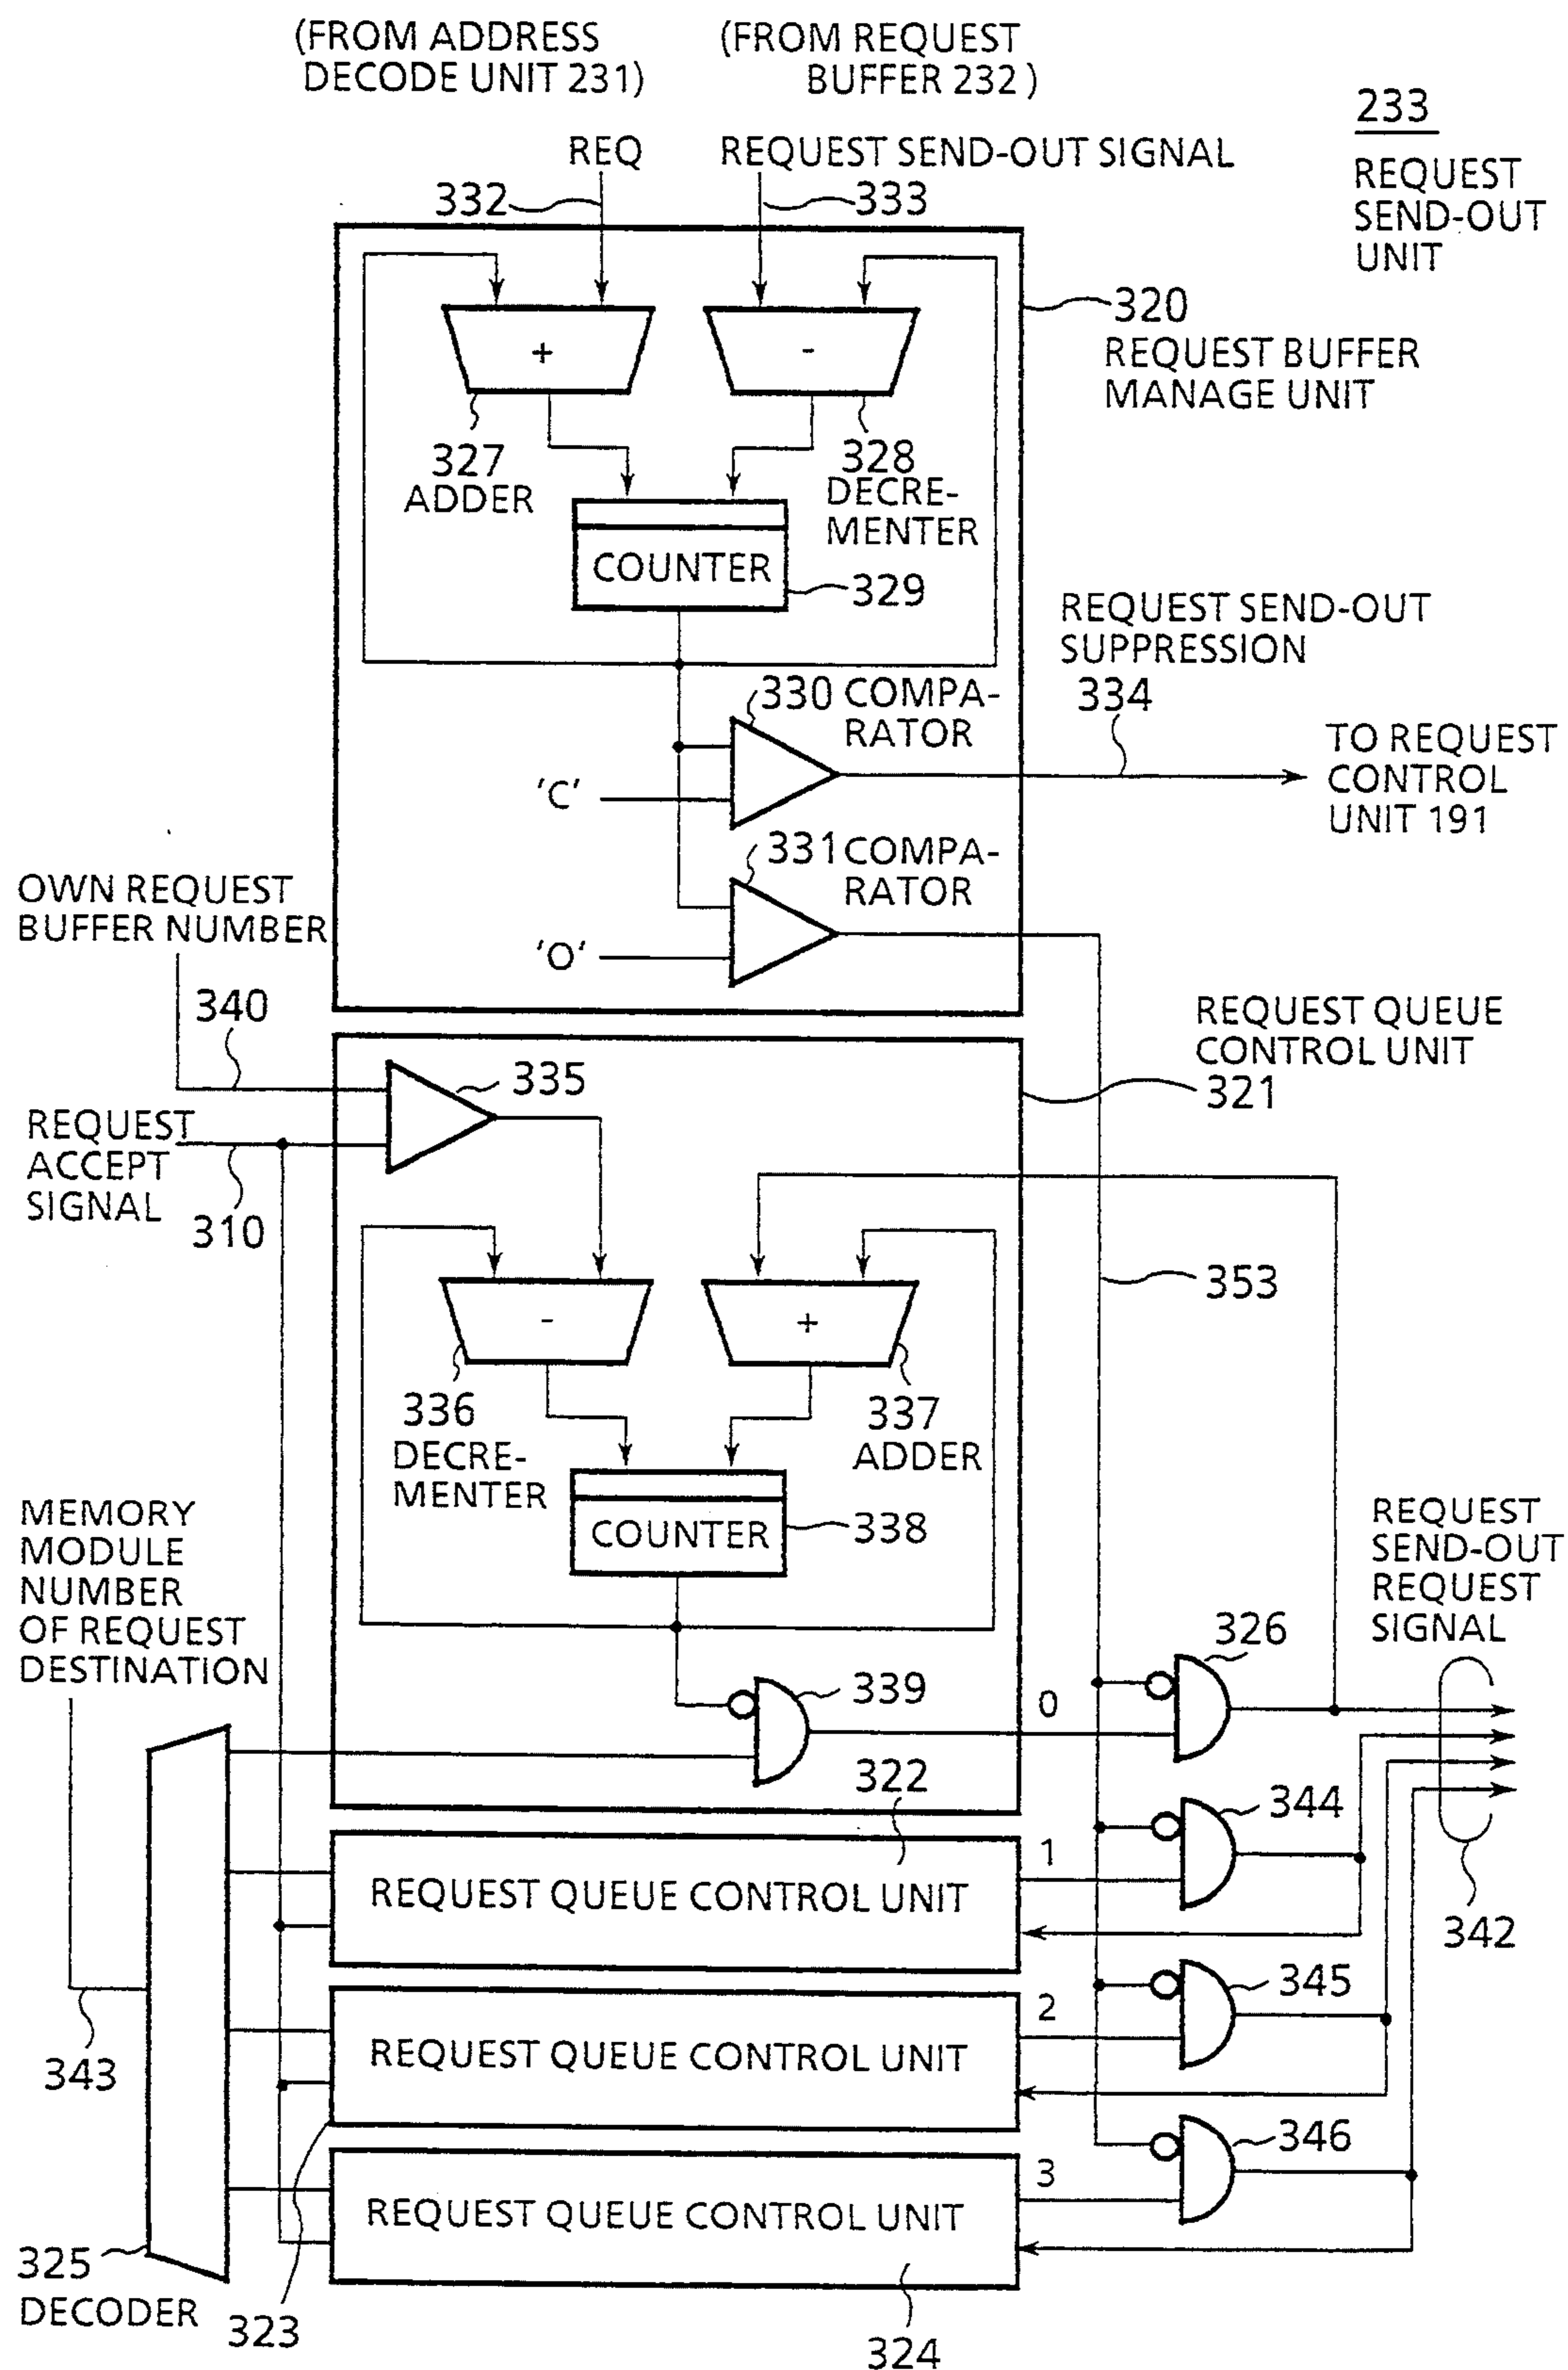 (FROM ADDRESS
DECODE UNIT 231)
(FROM REQUEST
BUFFER 232 )
233
REQUEST
SEND-OUT
UNIT
REQ
REQUEST SEND-OUT SIGNAL
332
333
320
REQUEST BUFFER
MANAGE UNIT
+
-
327
ADDER
328
DECRE-
MENTER
COUNTER
329
REQUEST SEND-OUT
SUPPRESSION
334
330 COMPA-
RATOR
'C'
TO REQUEST
CONTROL
UNIT 191
331 COMPA-
RATOR
'O'
OWN REQUEST
BUFFER NUMBER
340
REQUEST QUEUE
CONTROL UNIT
321
335
REQUEST
ACCEPT
SIGNAL
310
353
-
+
336
DECRE-
MENTER
337
ADDER
COUNTER
338
MEMORY
MODULE
NUMBER
OF REQUEST
DESTINATION
REQUEST
SEND-OUT
REQUEST
SIGNAL
326
339
0
322
344
1
REQUEST QUEUE CONTROL UNIT
342
345
2
REQUEST QUEUE CONTROL UNIT
343
346
3
REQUEST QUEUE CONTROL UNIT
325
DECODER
323
324